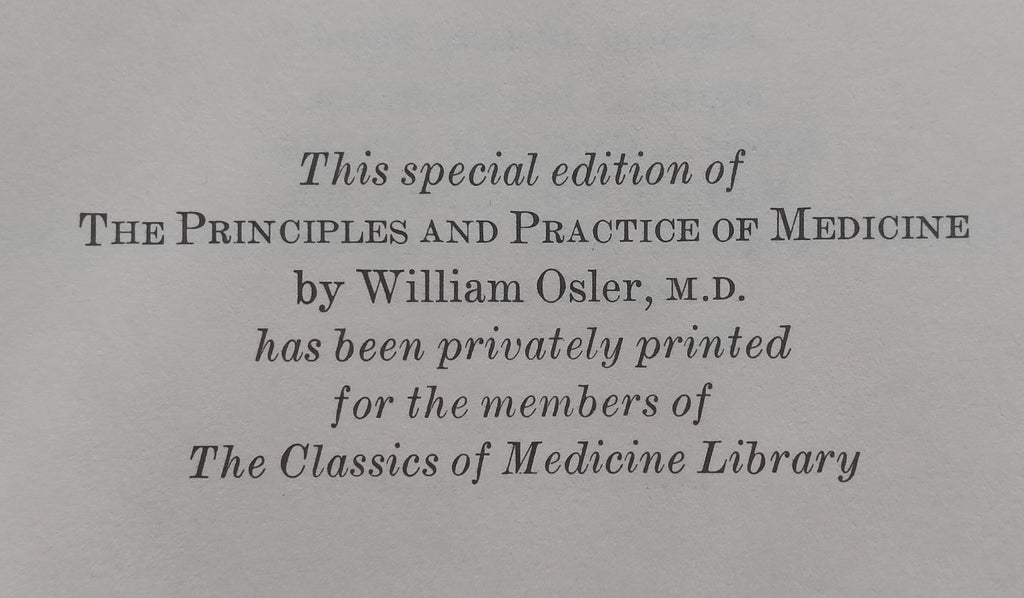 This special edition of
THE PRINCIPLES AND PRACTICE OF MEDICINE
by William Osler, M.D.
has been privately printed
for the members of
The Classics of Medicine Library